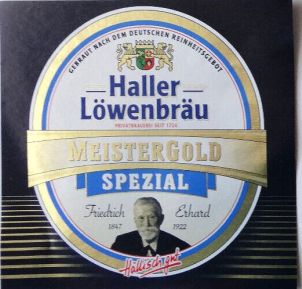 GEBRAUT NACH DEM DEUTSCHEN REINHEITSGEBOT
Haller
Löwenbräu
PRIVATBRAUEREI SEIT 1724
MEISTERGOLD
SPEZIAL
Friedrich Erhard
1847 1922
Hällisch gut